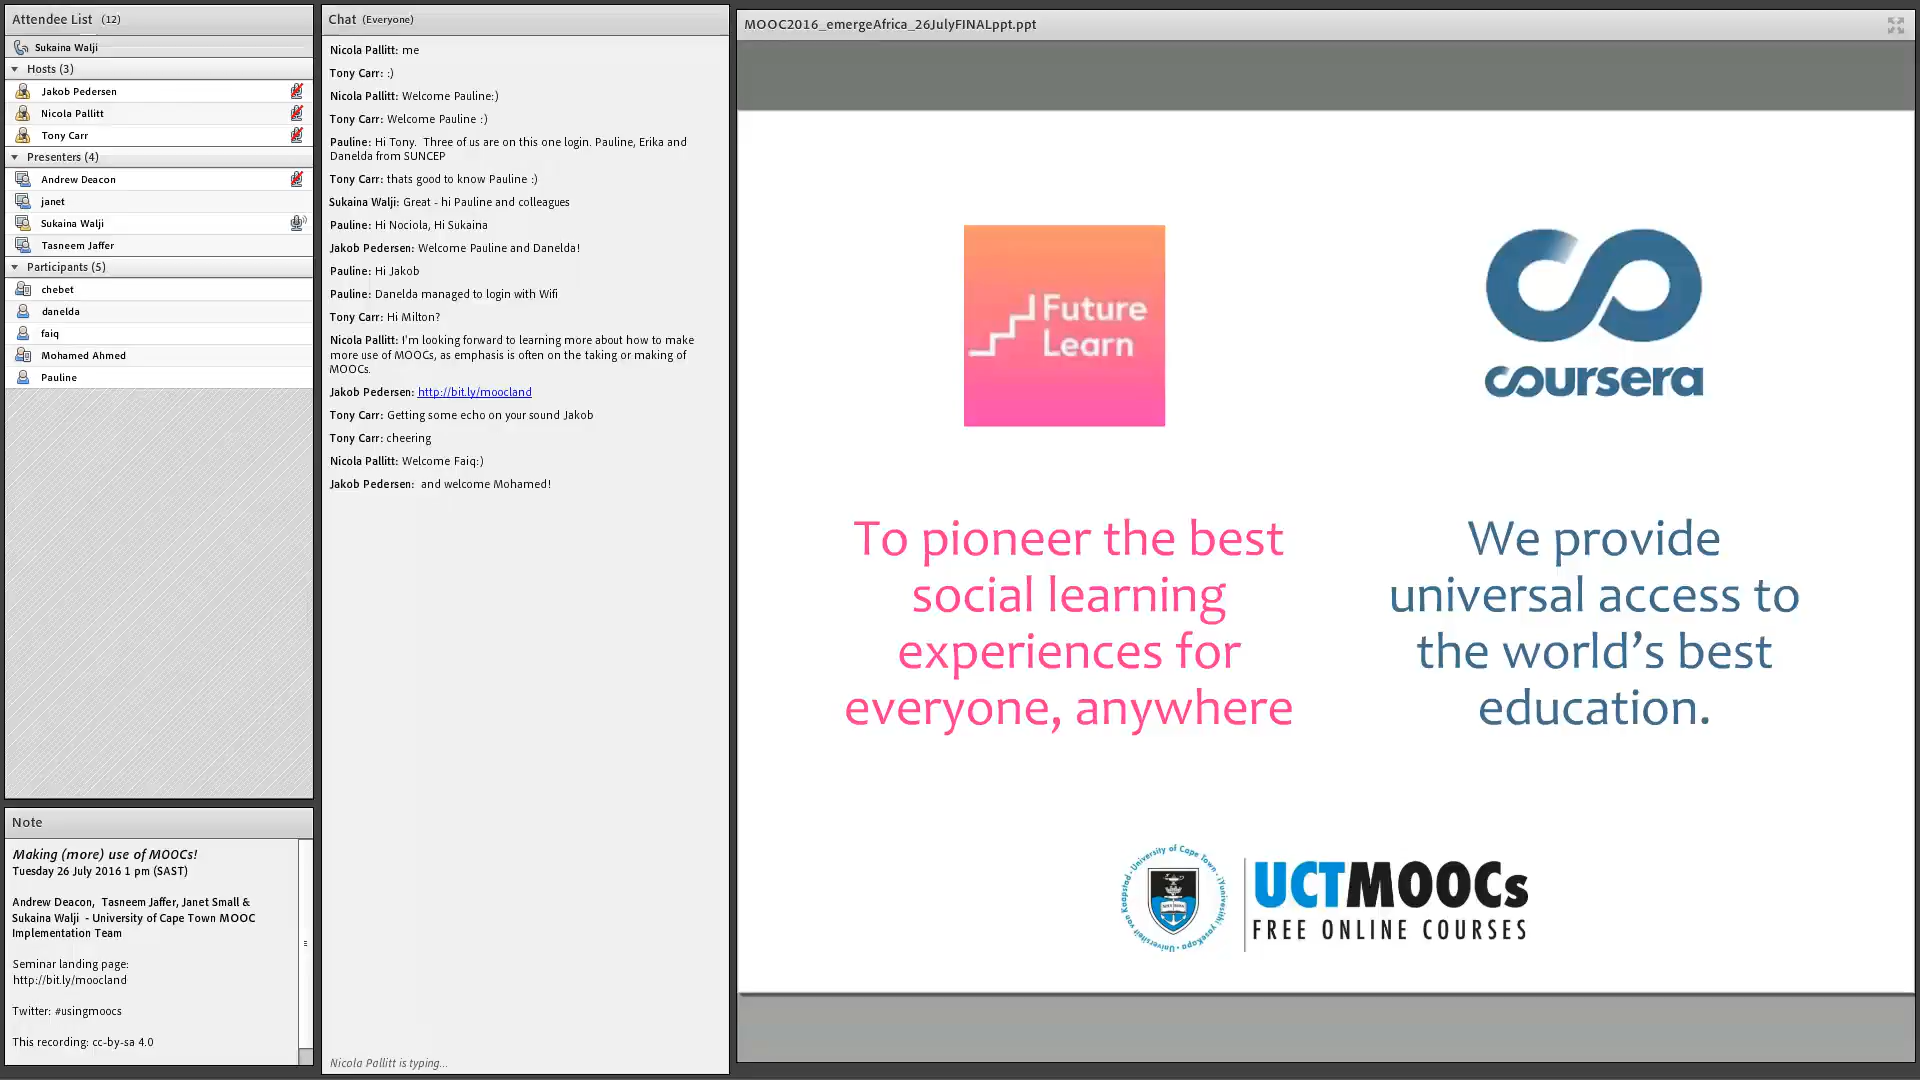 Attendee List (12)
Sukaina Walji
Hosts (3)
Jakob Pedersen
Nicola Pallitt
Tony Carr
Presenters (4)
Andrew Deacon
janet
Sukaina Walji
Tasneem Jaffer
Participants (5)
chebet
danelda
faiq
Mohamed Ahmed
Pauline
Note
Making (more) use of MOOCs!
Tuesday 26 July 2016 1 pm (SAST)
Andrew Deacon, Tasneem Jaffer, Janet Small &
Sukaina Walji - University of Cape Town MOOC
Implementation Team
Seminar landing page:
http://bit.ly/moocland
Twitter: #usingmoocs
This recording: cc-by-sa 4.0
Chat (Everyone)
Nicola Pallitt: me
Tony Carr: :)
Nicola Pallitt: Welcome Pauline:)
Tony Carr: Welcome Pauline :)
Pauline: Hi Tony. Three of us are on this one login. Pauline, Erika and
Danelda from SUNCEP
Tony Carr: thats good to know Pauline :)
Sukaina Walji: Great - hi Pauline and colleagues
Pauline: Hi Nociola, Hi Sukaina
Jakob Pedersen: Welcome Pauline and Danelda!
Pauline: Hi Jakob
Pauline: Danelda managed to login with Wifi
Tony Carr: Hi Milton?
Nicola Pallitt: I'm looking forward to learning more about how to make
more use of MOOCs, as emphasis is often on the taking or making of
MOOCs.
Jakob Pedersen: http://bit.ly/moocland
Tony Carr: Getting some echo on your sound Jakob
Tony Carr: cheering
Nicola Pallitt: Welcome Faiq:)
Jakob Pedersen: and welcome Mohamed!
Nicola Pallitt is typing...
MOOC2016_emergeAfrica_26JulyFINALppt.ppt
Future
Learn
coursera
To pioneer the best
social learning
experiences for
everyone, anywhere
We provide
universal access to
the world’s best
education.
University of Cape Town · iYunivesithi yaseKapa · Universiteit van Kaapstad
UCTMOOCs
FREE ONLINE COURSES